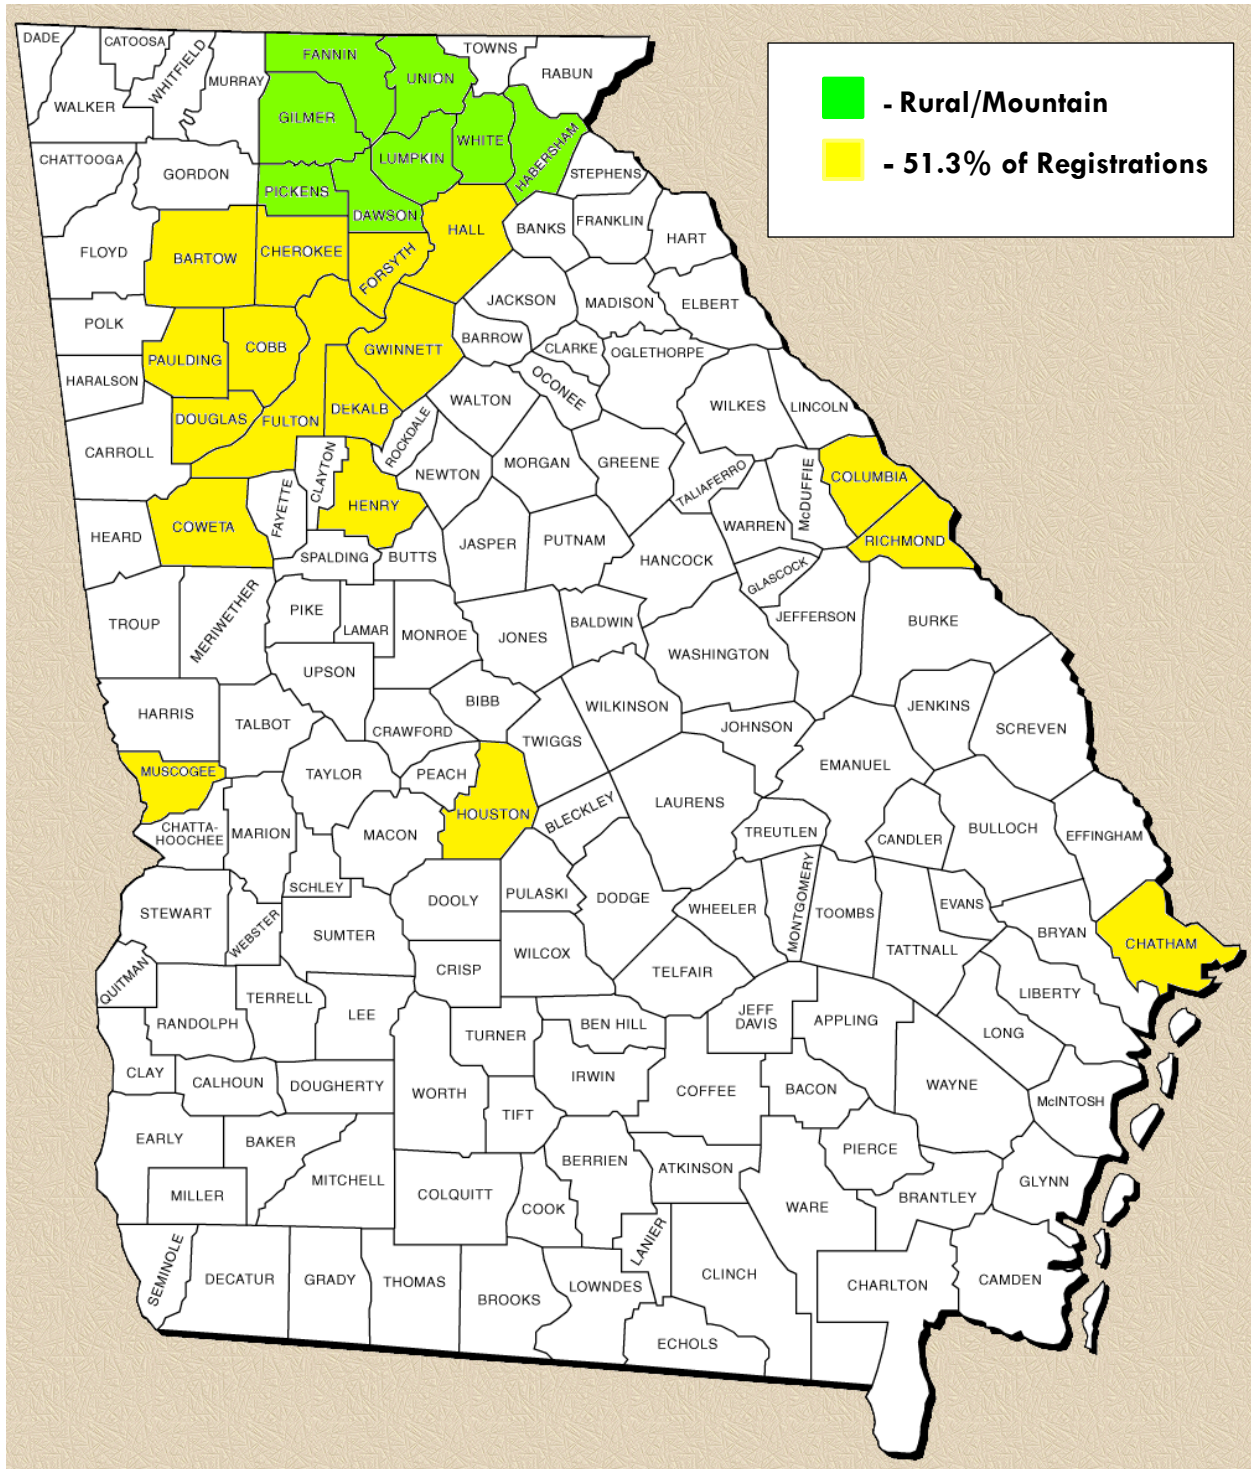 DADE
CATOOSA
WHITFIELD
MURRAY
FANNIN
UNION
TOWNS
RABUN
WALKER
GILMER
WHITE
HABERSHAM
LUMPKIN
STEPHENS
CHATTOOGA
GORDON
PICKENS
DAWSON
- Rural/Mountain
- 51.3% of Registrations
FLOYD
BARTOW
CHEROKEE
FORSYTH
HALL
BANKS
FRANKLIN
HART
JACKSON
MADISON
ELBERT
POLK
PAULDING
COBB
GWINNETT
BARROW
CLARKE
OGLETHORPE
HARALSON
OCONEE
DOUGLAS
FULTON
DEKALB
ROCKDALE
WALTON
WILKES
LINCOLN
CARROLL
CLAYTON
NEWTON
MORGAN
GREENE
TALIAFERRO
McDUFFIE
COLUMBIA
HEARD
COWETA
FAYETTE
HENRY
SPALDING
BUTTS
JASPER
PUTNAM
HANCOCK
WARREN
GLASCOCK
RICHMOND
TROUP
MERIWETHER
PIKE
LAMAR
MONROE
JONES
BALDWIN
WASHINGTON
JEFFERSON
BURKE
UPSON
HARRIS
TALBOT
CRAWFORD
BIBB
TWIGGS
WILKINSON
JOHNSON
JENKINS
SCREVEN
MUSCOGEE
TAYLOR
PEACH
HOUSTON
BLECKLEY
LAURENS
EMANUEL
CHATTA-
HOOCHEE
MARION
MACON
TREUTLEN
CANDLER
BULLOCH
EFFINGHAM
SCHLEY
DOOLY
PULASKI
DODGE
WHEELER
MONTGOMERY
TOOMBS
EVANS
STEWART
WEBSTER
SUMTER
TATTNALL
BRYAN
CHATHAM
QUITMAN
CRISP
WILCOX
TELFAIR
LIBERTY
RANDOLPH
TERRELL
LEE
TURNER
BEN HILL
JEFF
DAVIS
APPLING
LONG
CLAY
CALHOUN
DOUGHERTY
WORTH
TIFT
IRWIN
COFFEE
BACON
WAYNE
McINTOSH
EARLY
BAKER
MITCHELL
MILLER
COLQUITT
COOK
BERRIEN
ATKINSON
PIERCE
WARE
BRANTLEY
GLYNN
SEMINOLE
DECATUR
GRADY
THOMAS
BROOKS
LOWNDES
LANIER
CLINCH
ECHOLS
CHARLTON
CAMDEN